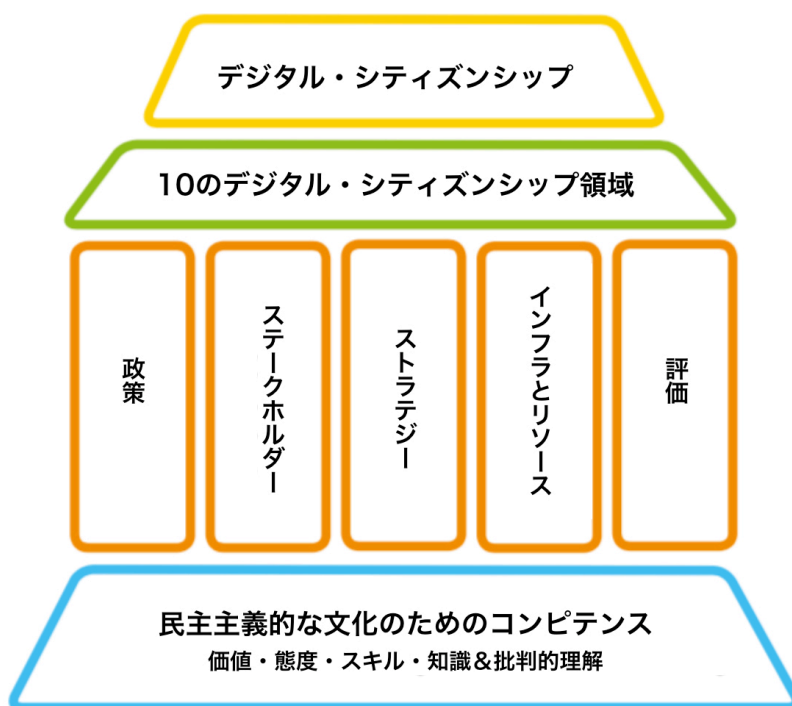 デジタル・シティズンシップ
10のデジタル・シティズンシップ領域
政策
ステークホルダー
ストラテジー
インフラとリソース
評価
民主主義的な文化のためのコンピテンス
価値・態度・スキル・知識&批判的理解